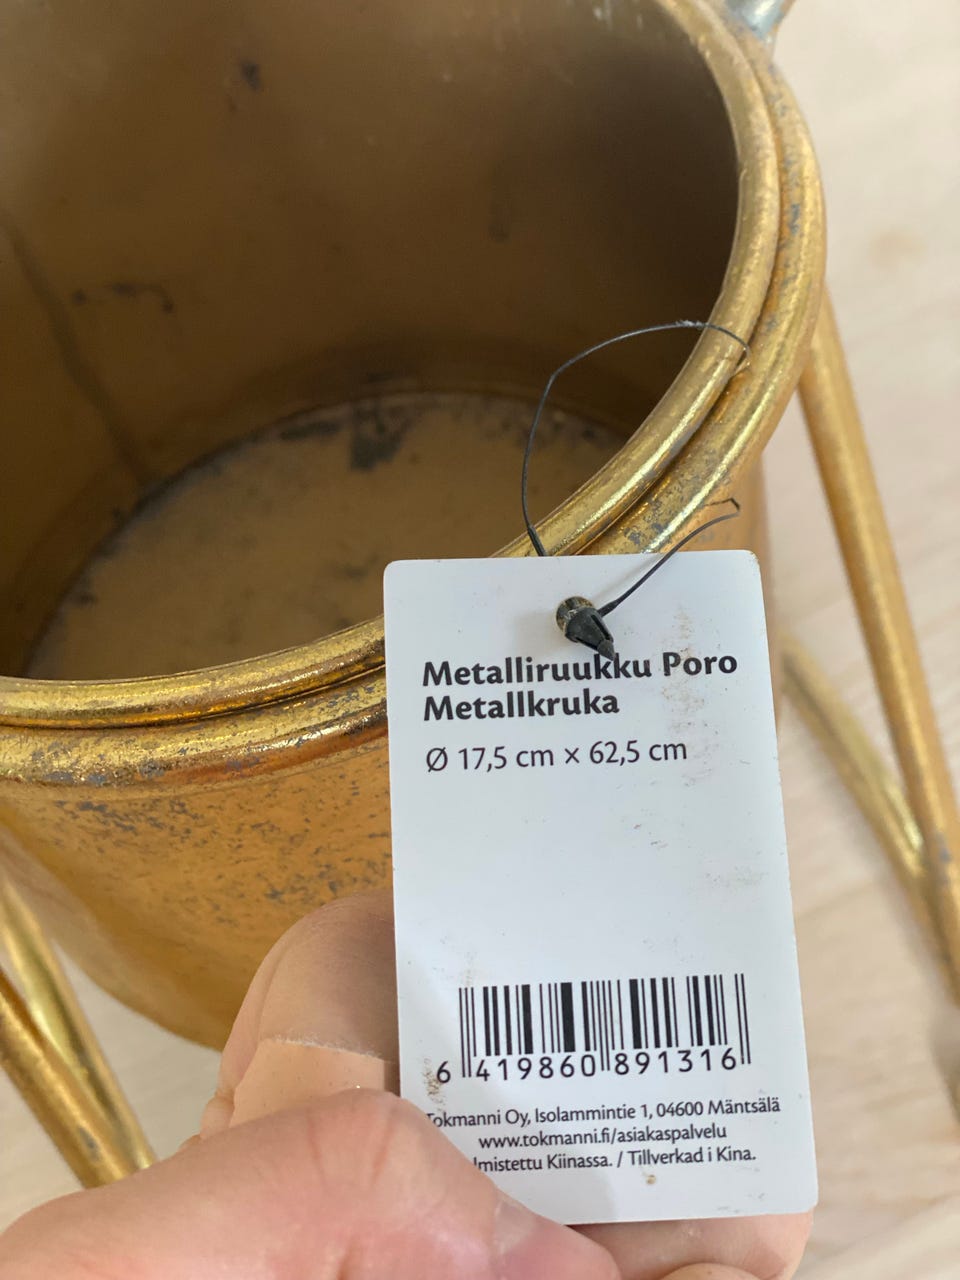 Metalliruukku Poro
Metallkruka
Ø 17,5 cm × 62,5 cm
6 419860 891316
Tokmanni Oy, Isolammintie 1, 04600 Mäntsälä
www.tokmanni.fi/asiakaspalvelu
Kiinassa. / Tillverkad i Kina.